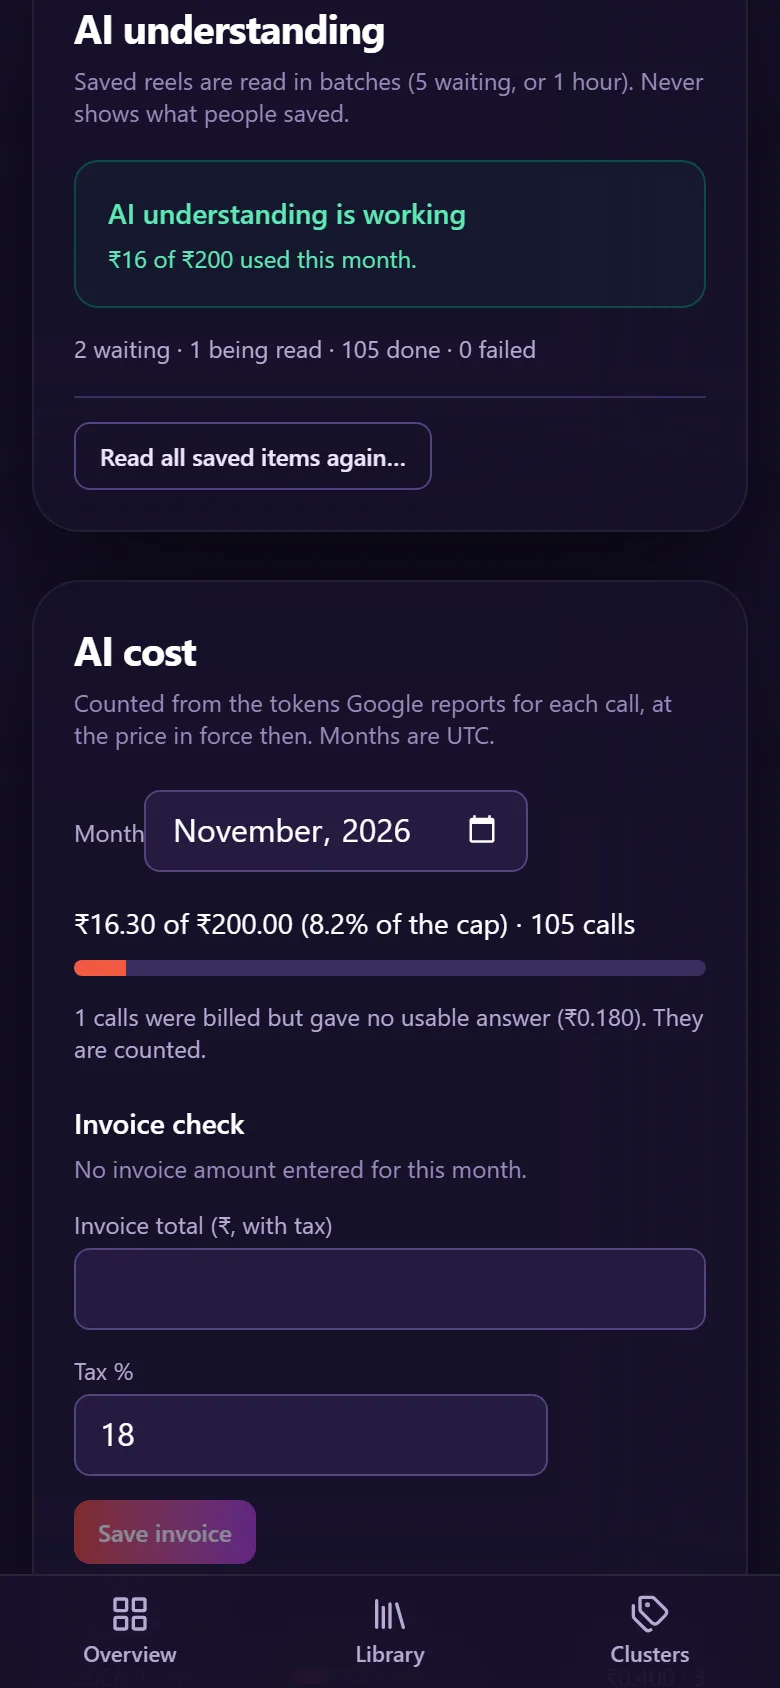 AI understanding
Saved reels are read in batches (5 waiting, or 1 hour). Never
shows what people saved.
AI understanding is working
₹16 of ₹200 used this month.
2 waiting · 1 being read · 105 done · 0 failed
Read all saved items again...
AI cost
Counted from the tokens Google reports for each call, at
the price in force then. Months are UTC.
Month
November, 2026
₹16.30 of ₹200.00 (8.2% of the cap) · 105 calls
1 calls were billed but gave no usable answer (₹0.180). They
are counted.
Invoice check
No invoice amount entered for this month.
Invoice total (₹, with tax)
Tax %
18
Save invoice
Overview
Library
Clusters